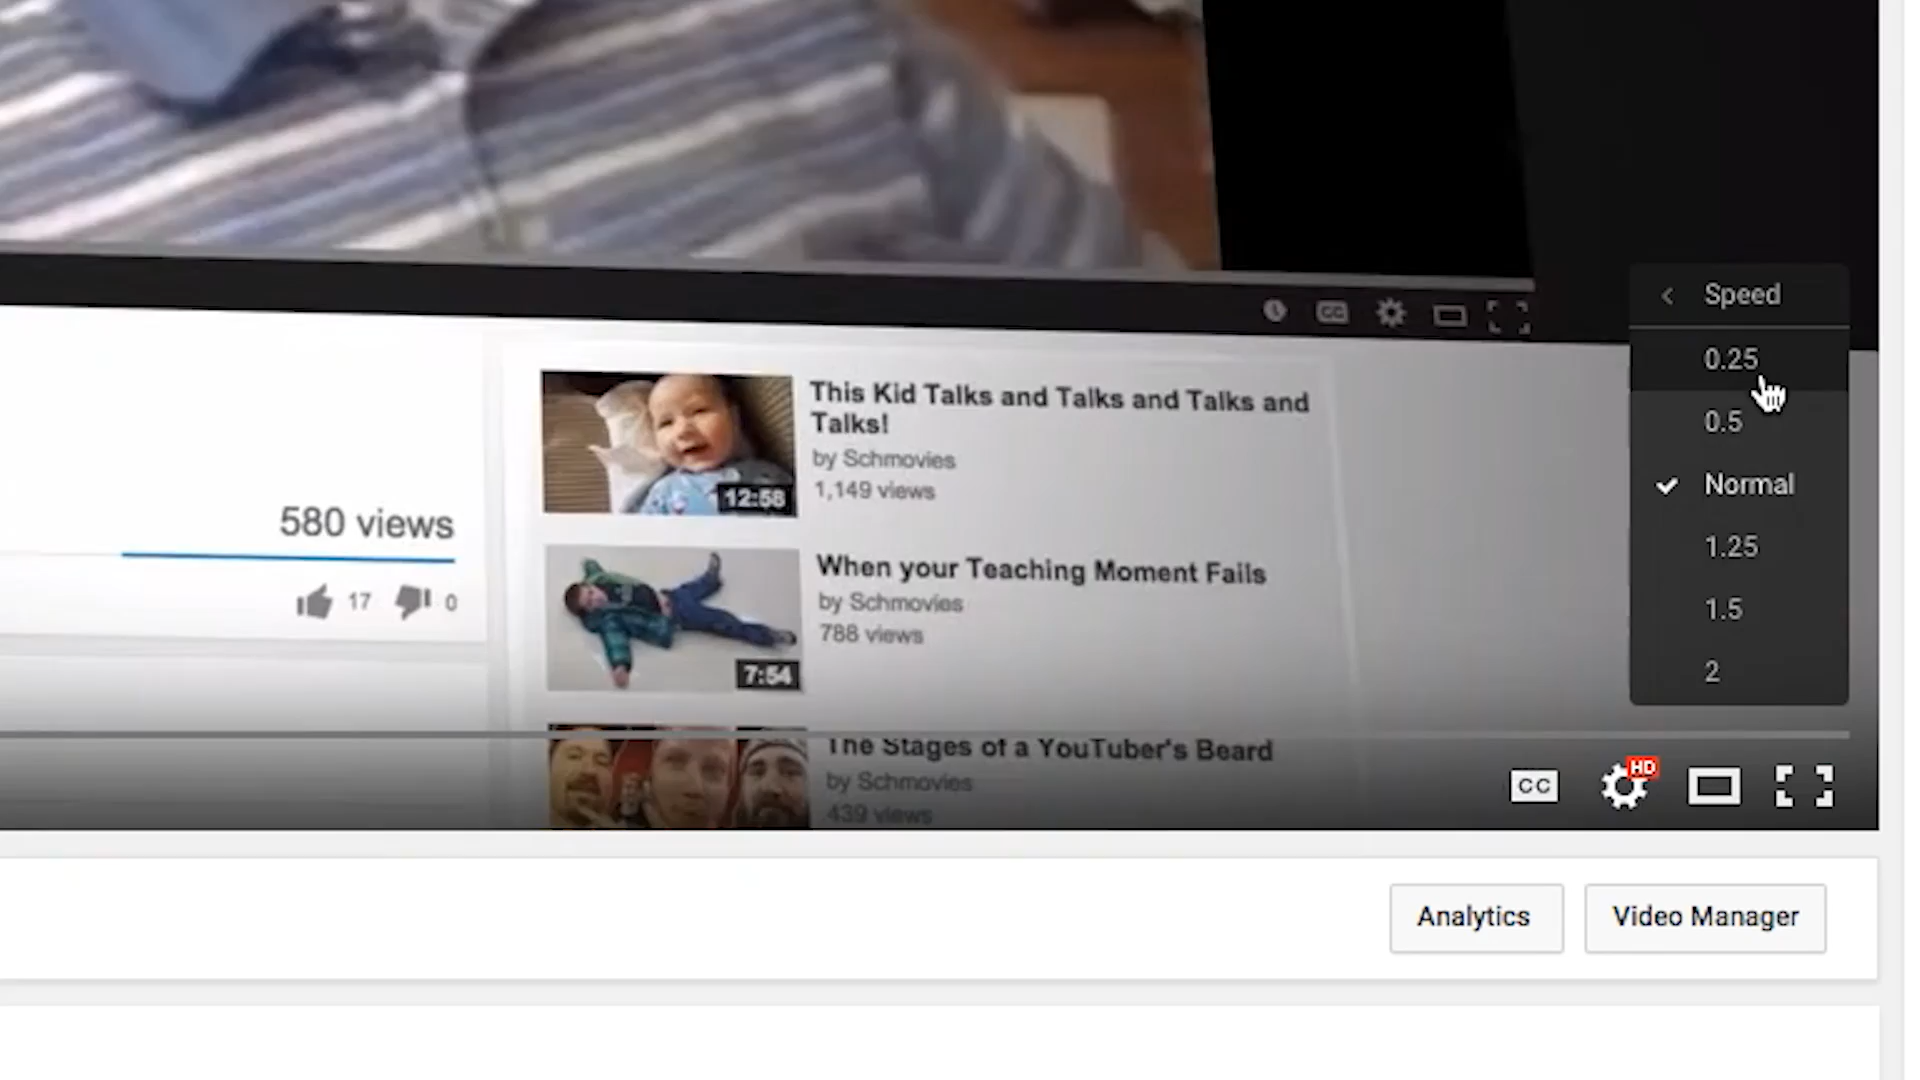 Speed
0.25
0.5
Normal
1.25
1.5
2
CC
This Kid Talks and Talks and Talks and
Talks!
by Schmovies
1,149 views
12:58
580 views
17 0
When your Teaching Moment Fails
by Schmovies
788 views
7:54
The Stages of a YouTuber's Beard
by Schmovies
439 views
CC HD
Analytics Video Manager